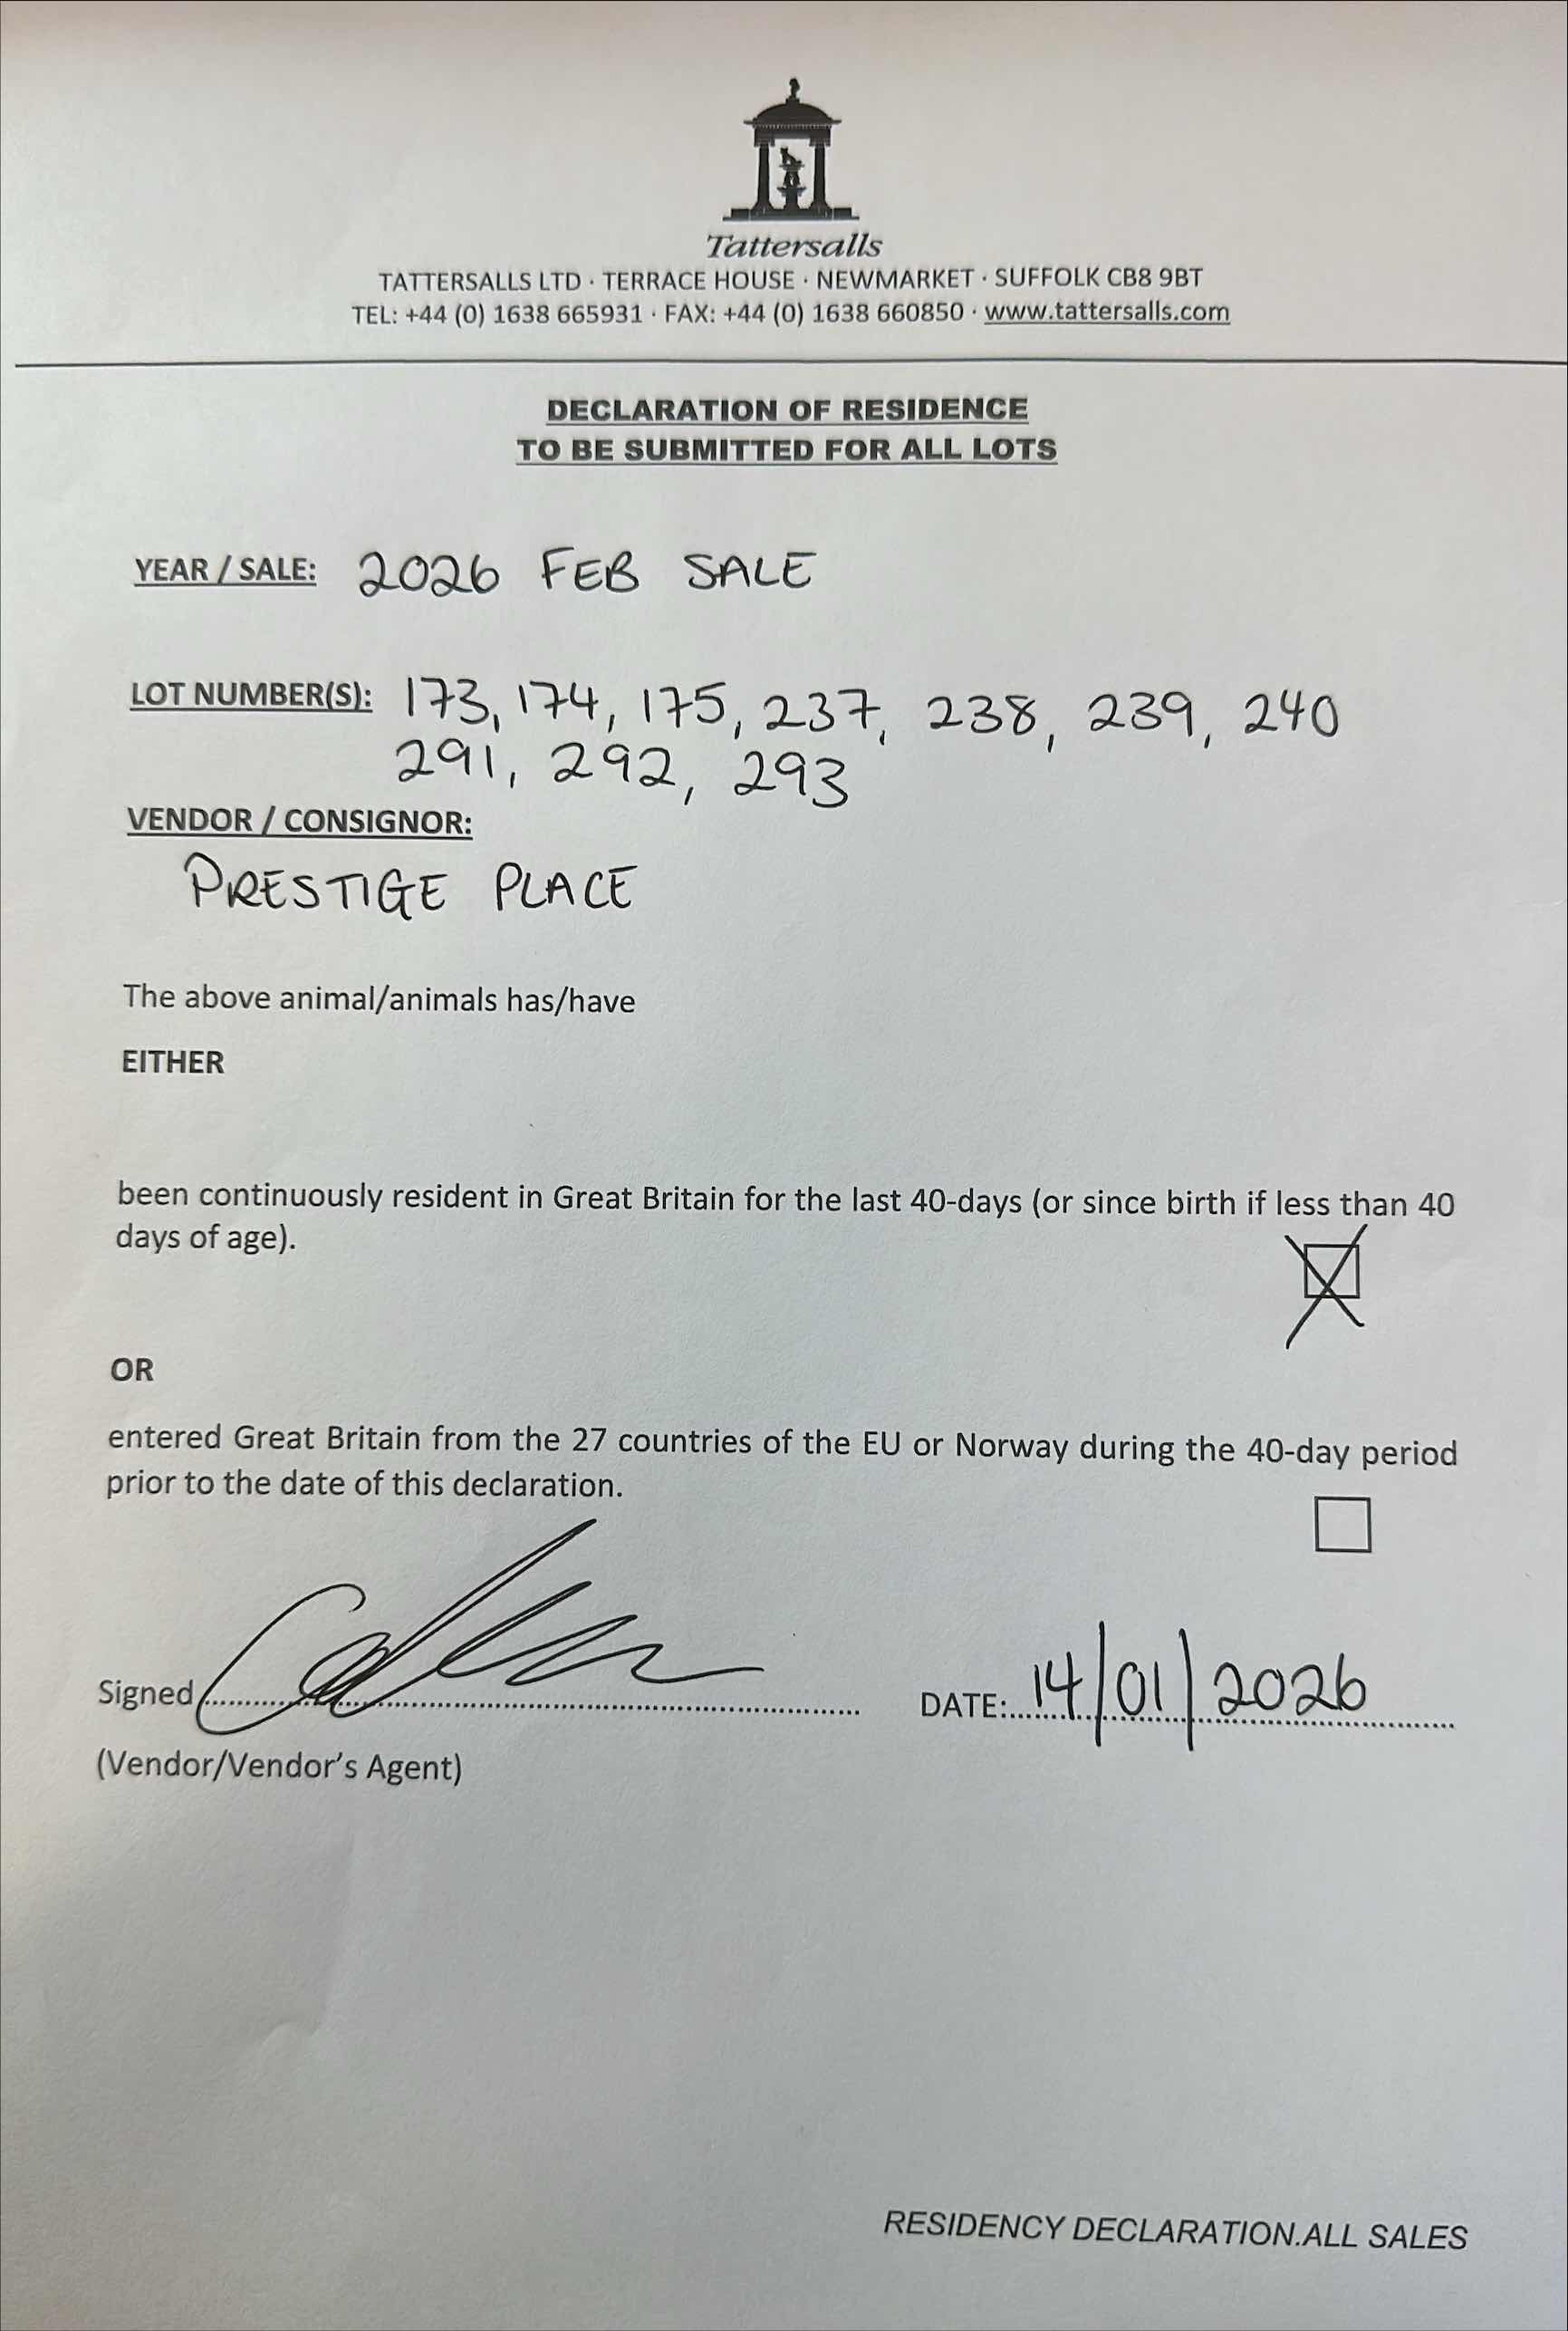 Tattersalls
TATTERSALLS LTD · TERRACE HOUSE · NEWMARKET · SUFFOLK CB8 9BT
TEL: +44 (0) 1638 665931 · FAX: +44 (0) 1638 660850 · www.tattersalls.com
DECLARATION OF RESIDENCE
TO BE SUBMITTED FOR ALL LOTS
YEAR / SALE: 2026 FEB SALE
LOT NUMBER(S): 173, 174, 175, 237, 238, 239, 240
291, 292, 293
VENDOR / CONSIGNOR:
PRESTIGE PLACE
The above animal/animals has/have
EITHER
been continuously resident in Great Britain for the last 40-days (or since birth if less than 40
days of age).
OR
entered Great Britain from the 27 countries of the EU or Norway during the 40-day period
prior to the date of this declaration.
Signed DATE: 14/01/2026
(Vendor/Vendor's Agent)
RESIDENCY DECLARATION.ALL SALES